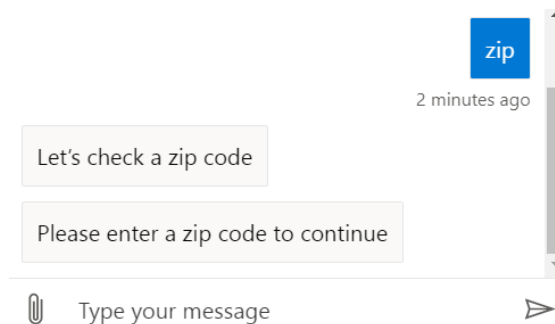 zip
2 minutes ago
Let's check a zip code
Please enter a zip code to continue
Type your message